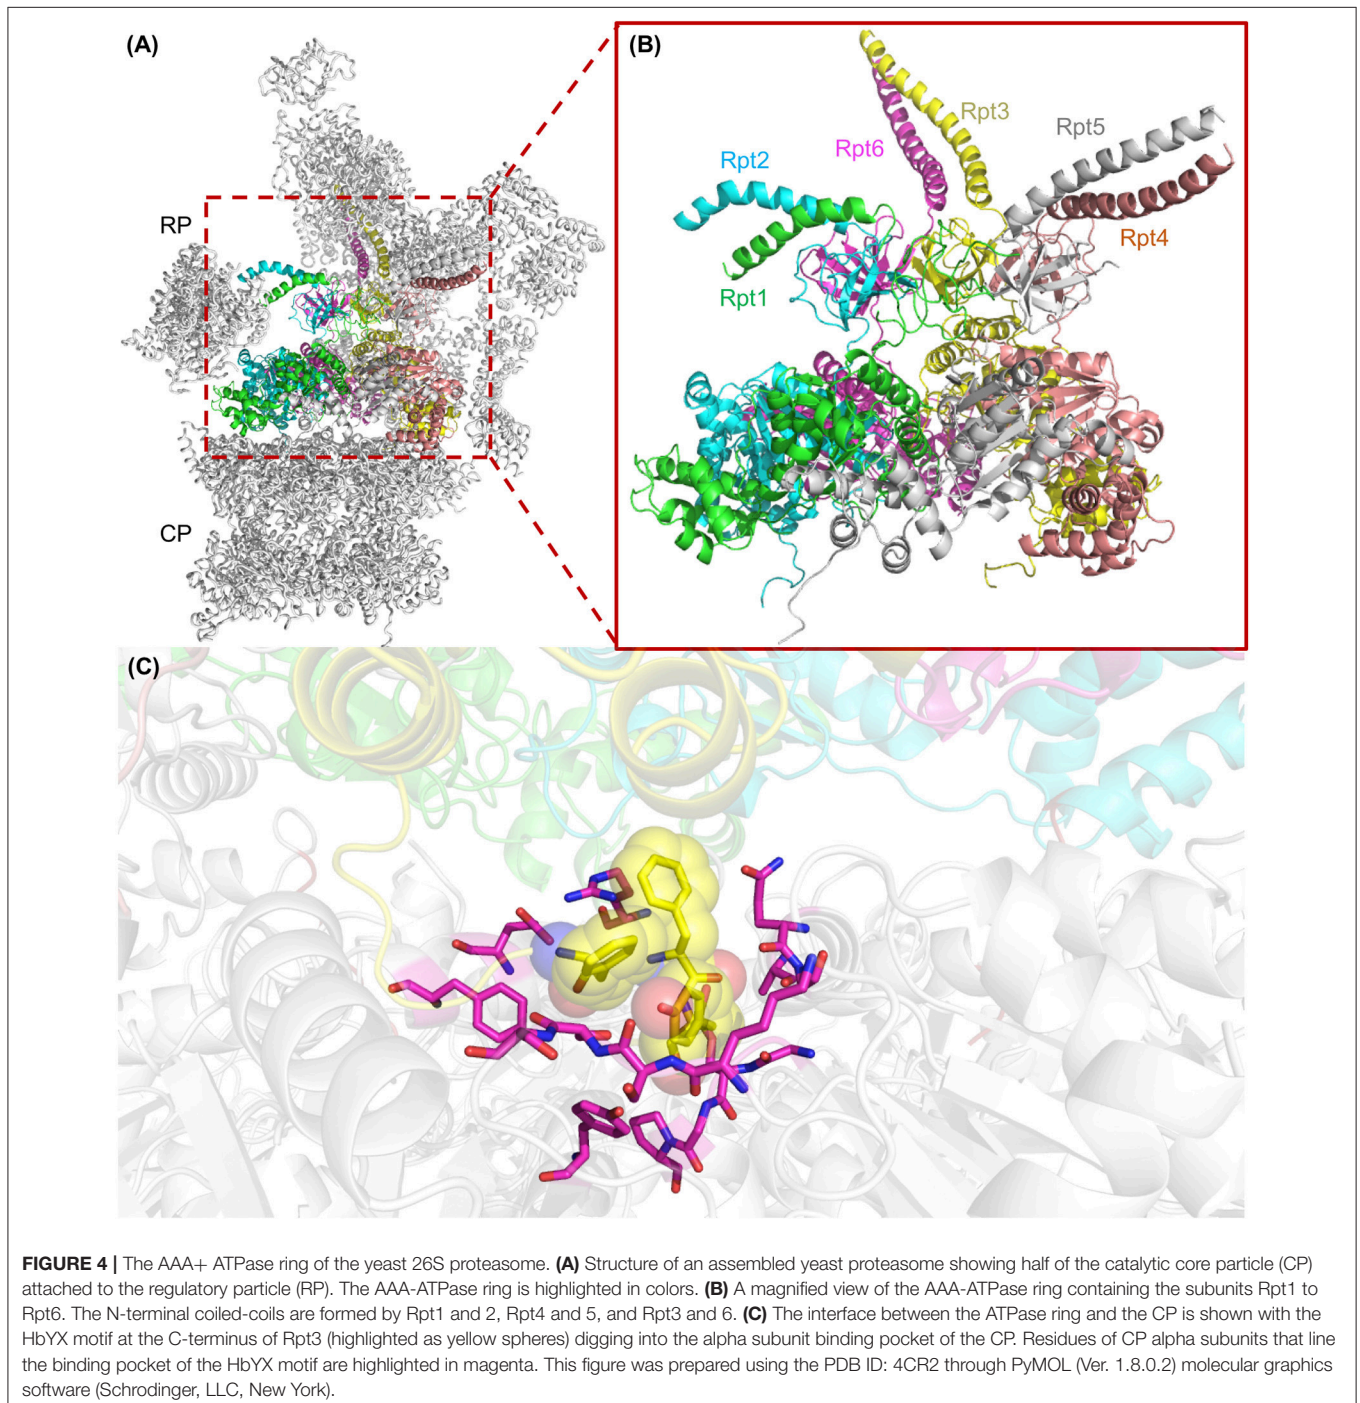 (A)
(B)
RP
CP
Rpt3
Rpt5
Rpt6
Rpt2
Rpt4
Rpt1
(C)
FIGURE 4 | The AAA+ ATPase ring of the yeast 26S proteasome. (A) Structure of an assembled yeast proteasome showing half of the catalytic core particle (CP)
attached to the regulatory particle (RP). The AAA-ATPase ring is highlighted in colors. (B) A magnified view of the AAA-ATPase ring containing the subunits Rpt1 to
Rpt6. The N-terminal coiled-coils are formed by Rpt1 and 2, Rpt4 and 5, and Rpt3 and 6. (C) The interface between the ATPase ring and the CP is shown with the
HbYX motif at the C-terminus of Rpt3 (highlighted as yellow spheres) digging into the alpha subunit binding pocket of the CP. Residues of CP alpha subunits that line
the binding pocket of the HbYX motif are highlighted in magenta. This figure was prepared using the PDB ID: 4CR2 through PyMOL (Ver. 1.8.0.2) molecular graphics
software (Schrodinger, LLC, New York).